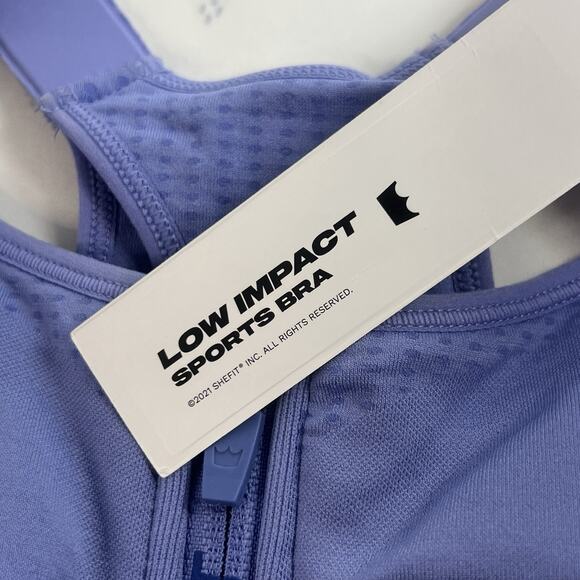 LOW IMPACT
SPORTS BRA
©2021 SHEFIT® INC. ALL RIGHTS RESERVED.